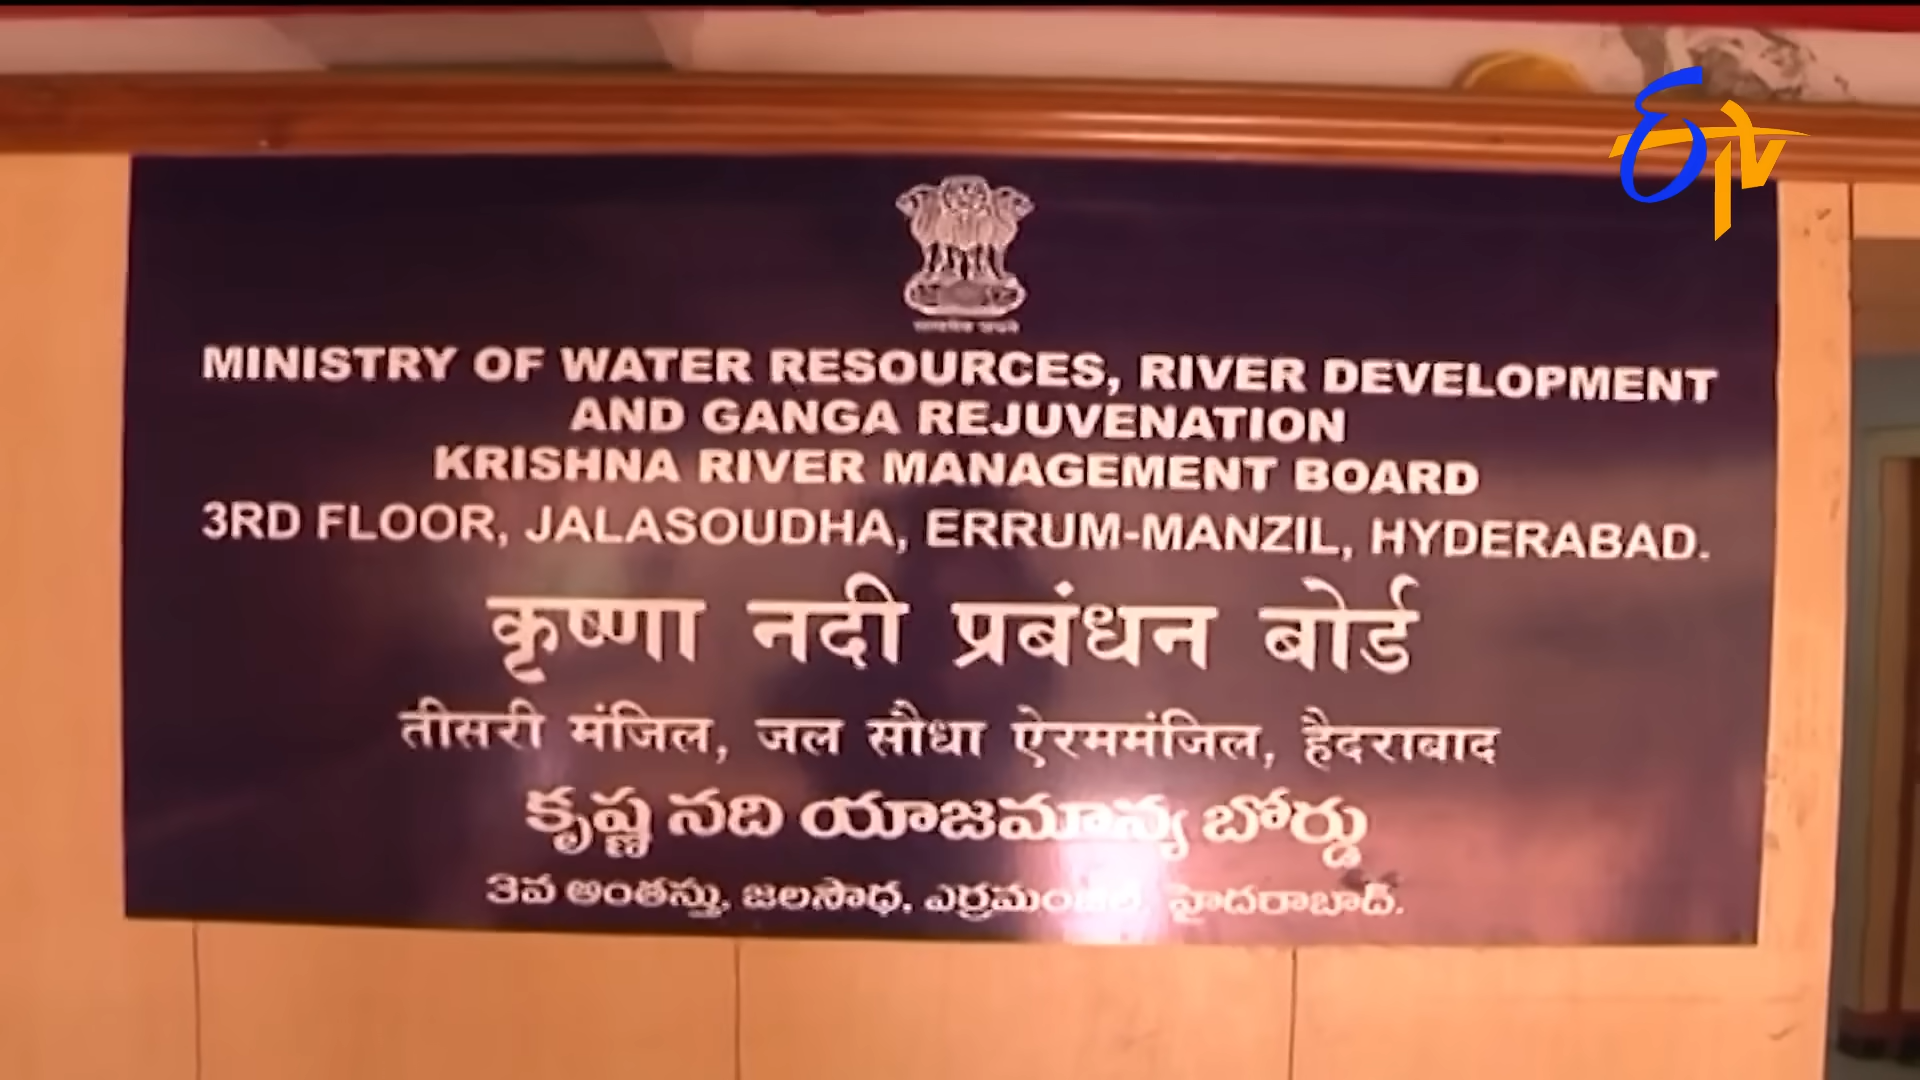 ETV
MINISTRY OF WATER RESOURCES, RIVER DEVELOPMENT
AND GANGA REJUVENATION
KRISHNA RIVER MANAGEMENT BOARD
3RD FLOOR, JALASOUDHA, ERRUM-MANZIL, HYDERABAD.
कृष्णा नदी प्रबंधन बोर्ड
तीसरी मंजिल, जल सौधा ऐरममंजिल, हैदराबाद
కృష్ణ నది యాజమాన్య బోర్డు
3వ అంతస్తు, జలసౌధ, హైదరాబాద్.